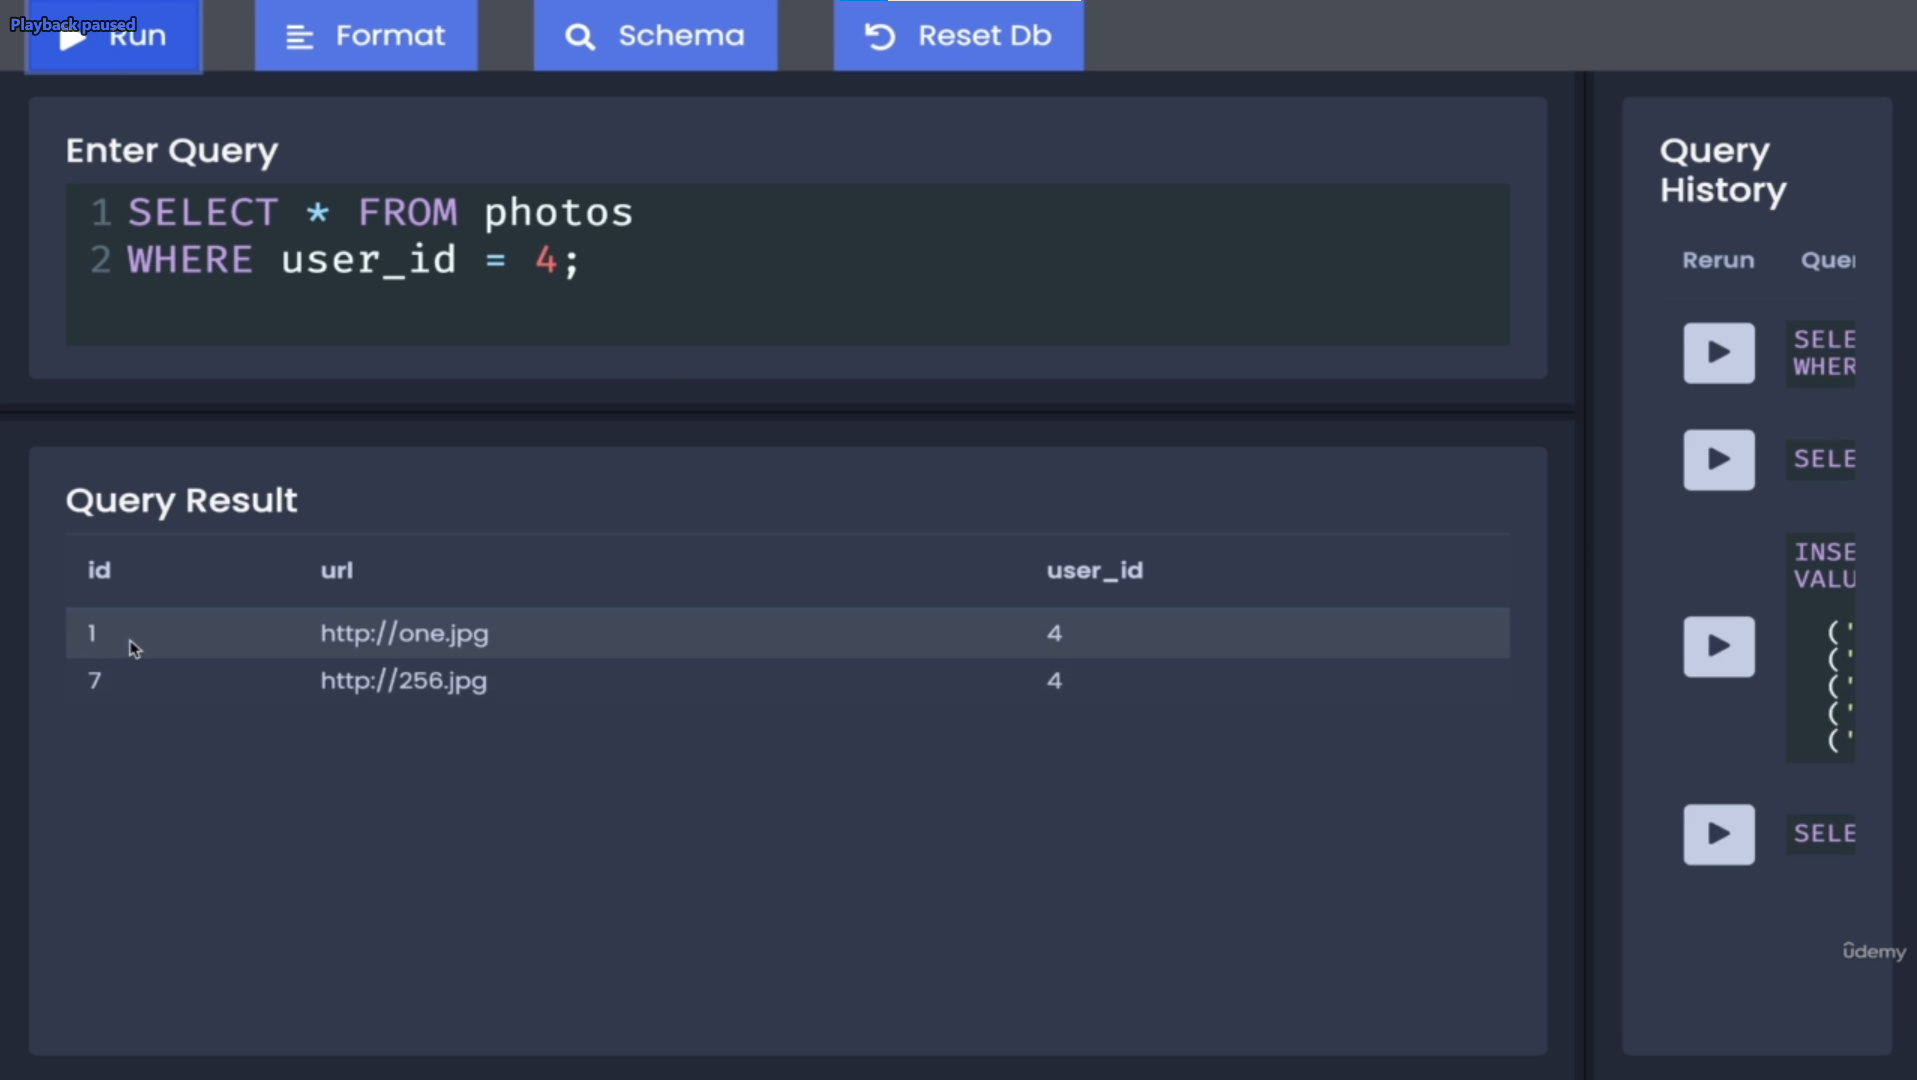 Playback paused
Run
Format
Schema
Reset Db
Enter Query
1 SELECT * FROM photos
2 WHERE user_id = 4;
Query Result
id url user_id
1 http://one.jpg 4
7 http://256.jpg 4
Query
History
Rerun Quer
SELE
WHER
SELE
INSE
VALU
('
('
('
('
('
SELE
ûdemy